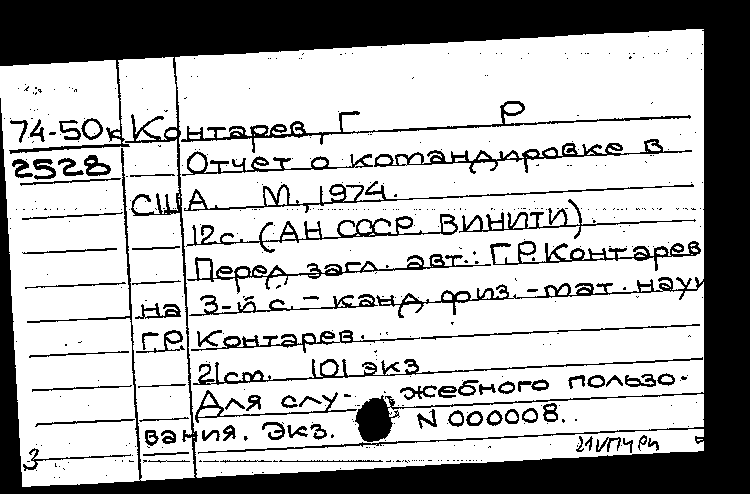 74-50к Контарев, Г Р
2528 Отчет о командировке в
США. М., 1974.
12с. (АН СССР. ВИНИТИ).
Перед загл. авт.: Г.Р. Контарев
на 3-й с. - канд. физ.-мат. наук
Г.Р. Контарев.
21cm. 101 экз
Для слу- жебного пользо-
вания. Экз. N 000008.
3